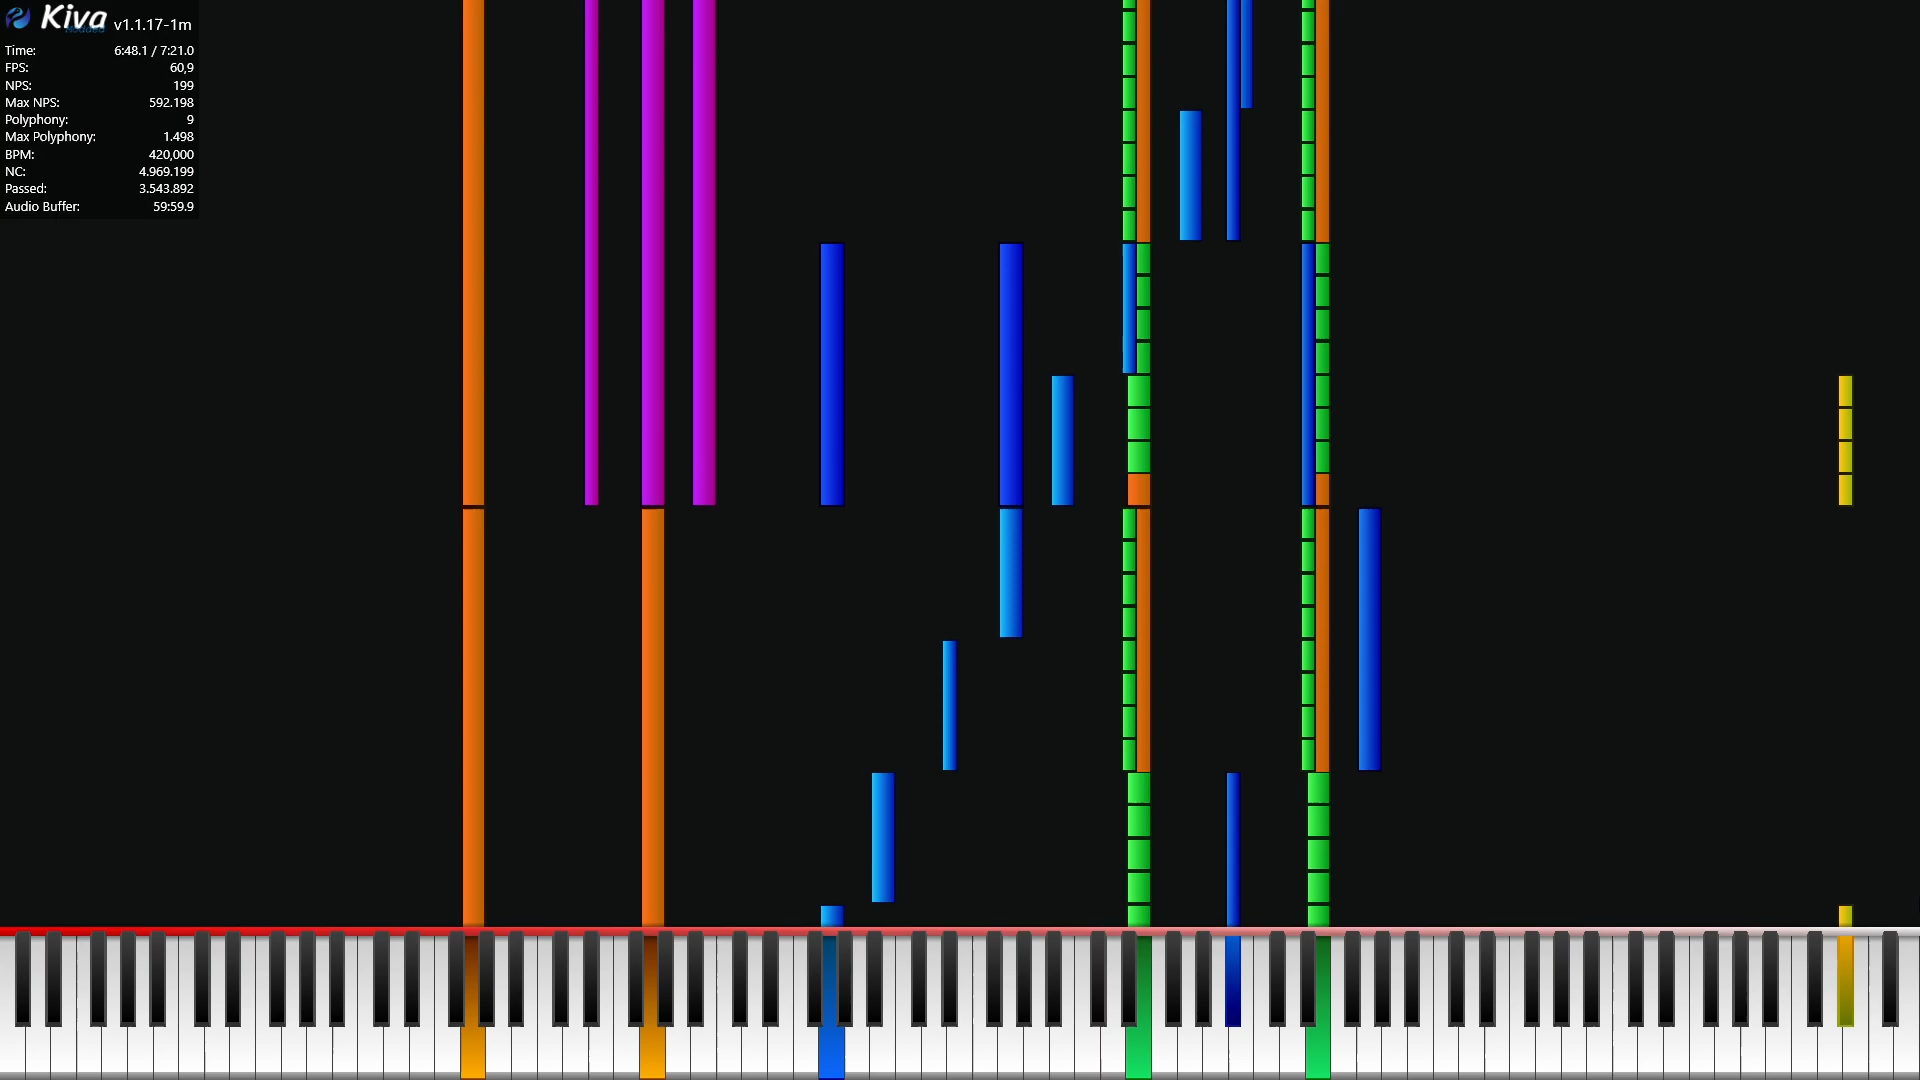 Kiva v1.1.17-1m
Time: 6:48.1 / 7:21.0
FPS: 60,9
NPS: 199
Max NPS: 592.198
Polyphony: 9
Max Polyphony: 1.498
BPM: 420,000
NC: 4.969.199
Passed: 3.543.892
Audio Buffer: 59:59.9